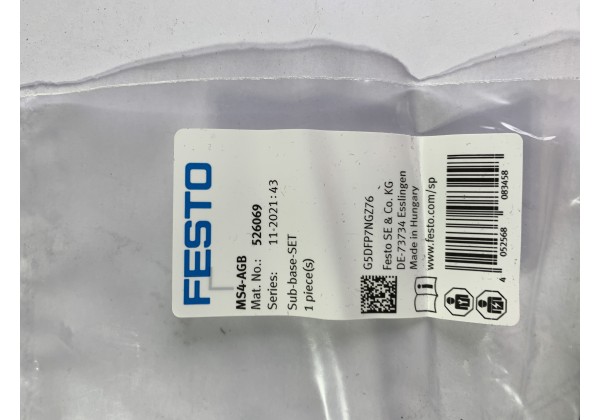 FESTO
MS4-AGB
Mat. No.: 526069
Series: 11-2021:43
Sub-base-SET
1 piece(s)
G5DFP7NGZ76
Festo SE & Co. KG
DE-73734 Esslingen
Made in Hungary
www.festo.com/sp
4 052568 083458